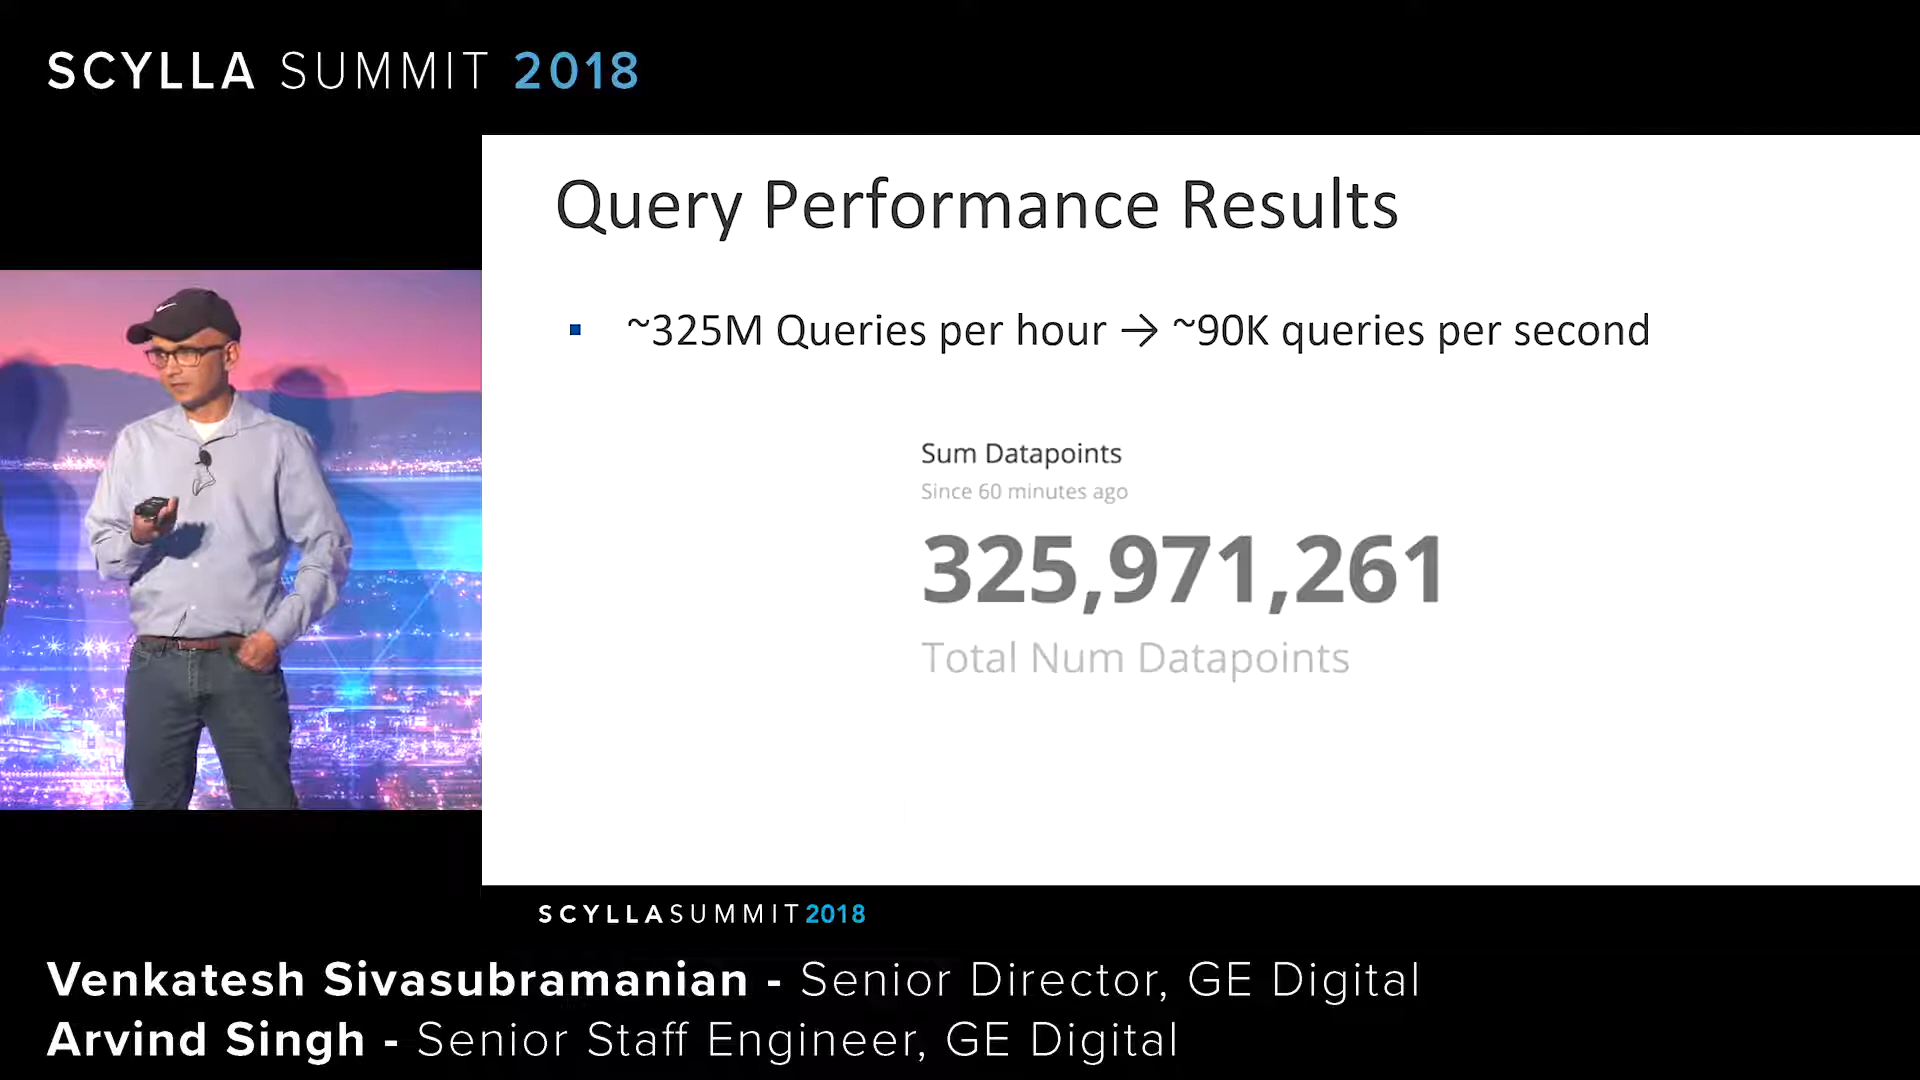 SCYLLA SUMMIT 2018
Query Performance Results
▪ ~325M Queries per hour → ~90K queries per second
Sum Datapoints
Since 60 minutes ago
325,971,261
Total Num Datapoints
SCYLLASUMMIT2018
Venkatesh Sivasubramanian - Senior Director, GE Digital
Arvind Singh - Senior Staff Engineer, GE Digital